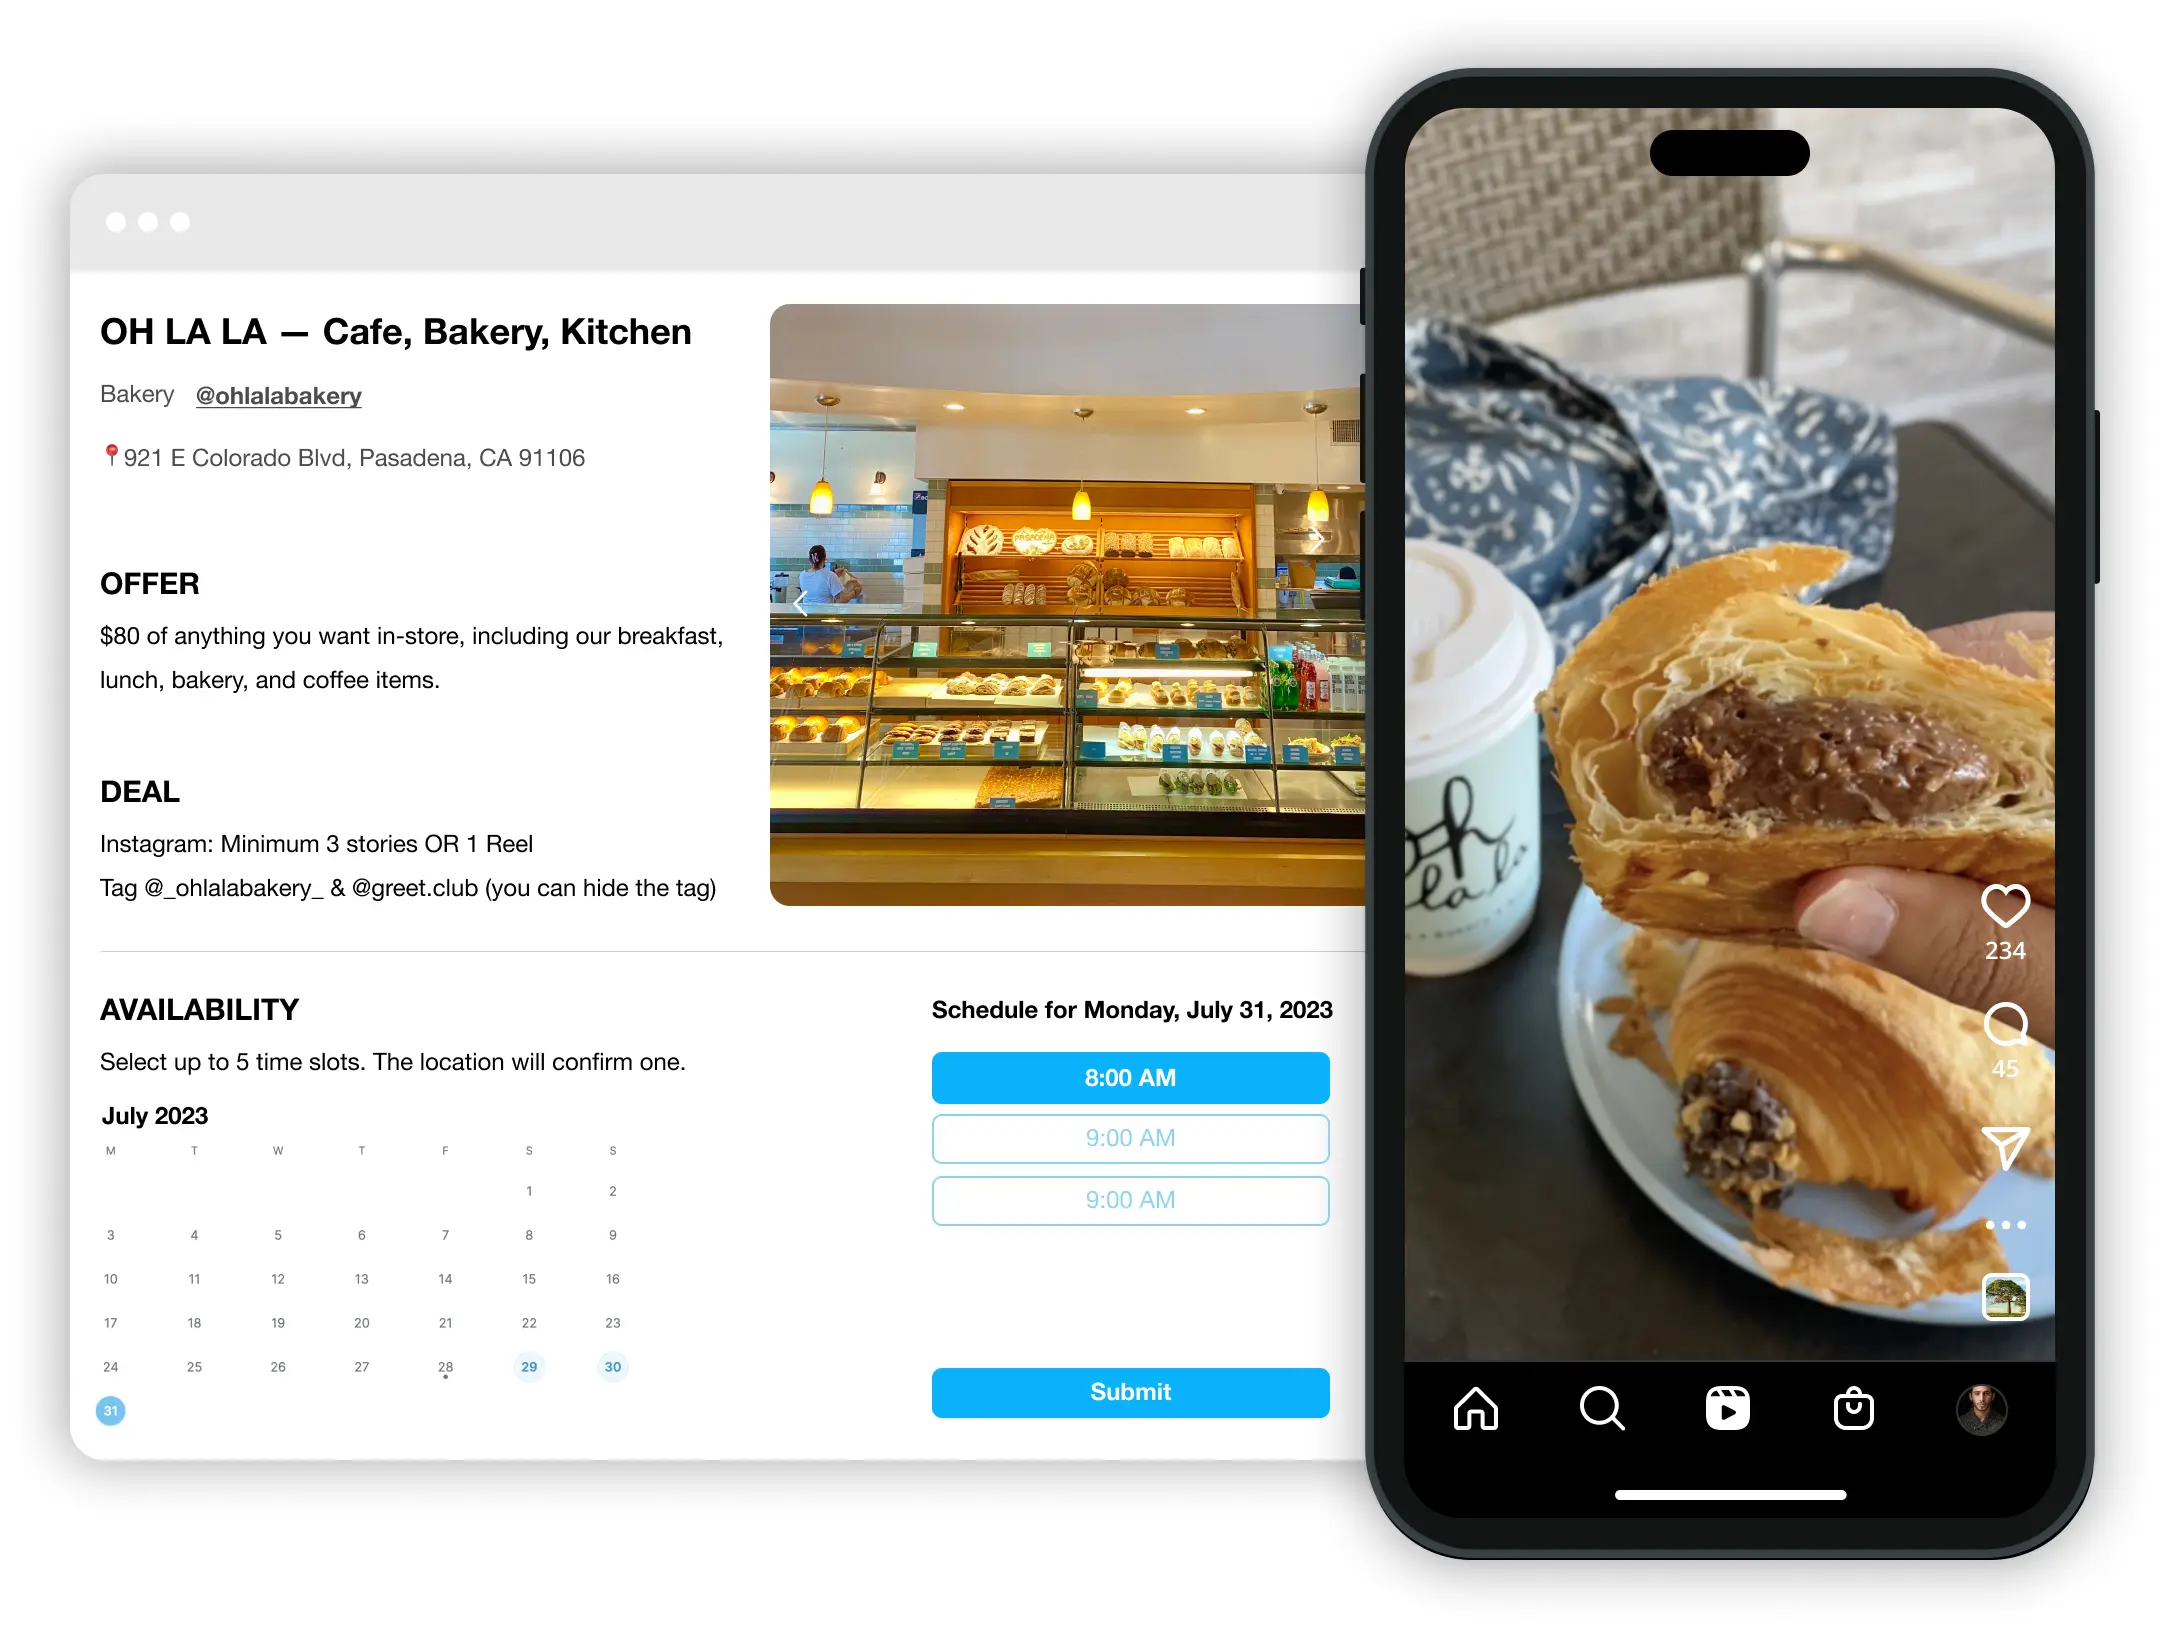 OH LA LA — Cafe, Bakery, Kitchen
Bakery @ohlalabakery
📍921 E Colorado Blvd, Pasadena, CA 91106
OFFER
$80 of anything you want in-store, including our breakfast,
lunch, bakery, and coffee items.
DEAL
Instagram: Minimum 3 stories OR 1 Reel
Tag @_ohlalabakery_ & @greet.club (you can hide the tag)
AVAILABILITY
Select up to 5 time slots. The location will confirm one.
July 2023
M T W T F S S
1 2
3 4 5 6 7 8 9
10 11 12 13 14 15 16
17 18 19 20 21 22 23
24 25 26 27 28 29 30
31
Schedule for Monday, July 31, 2023
8:00 AM
9:00 AM
9:00 AM
Submit
oh
la la
234
45